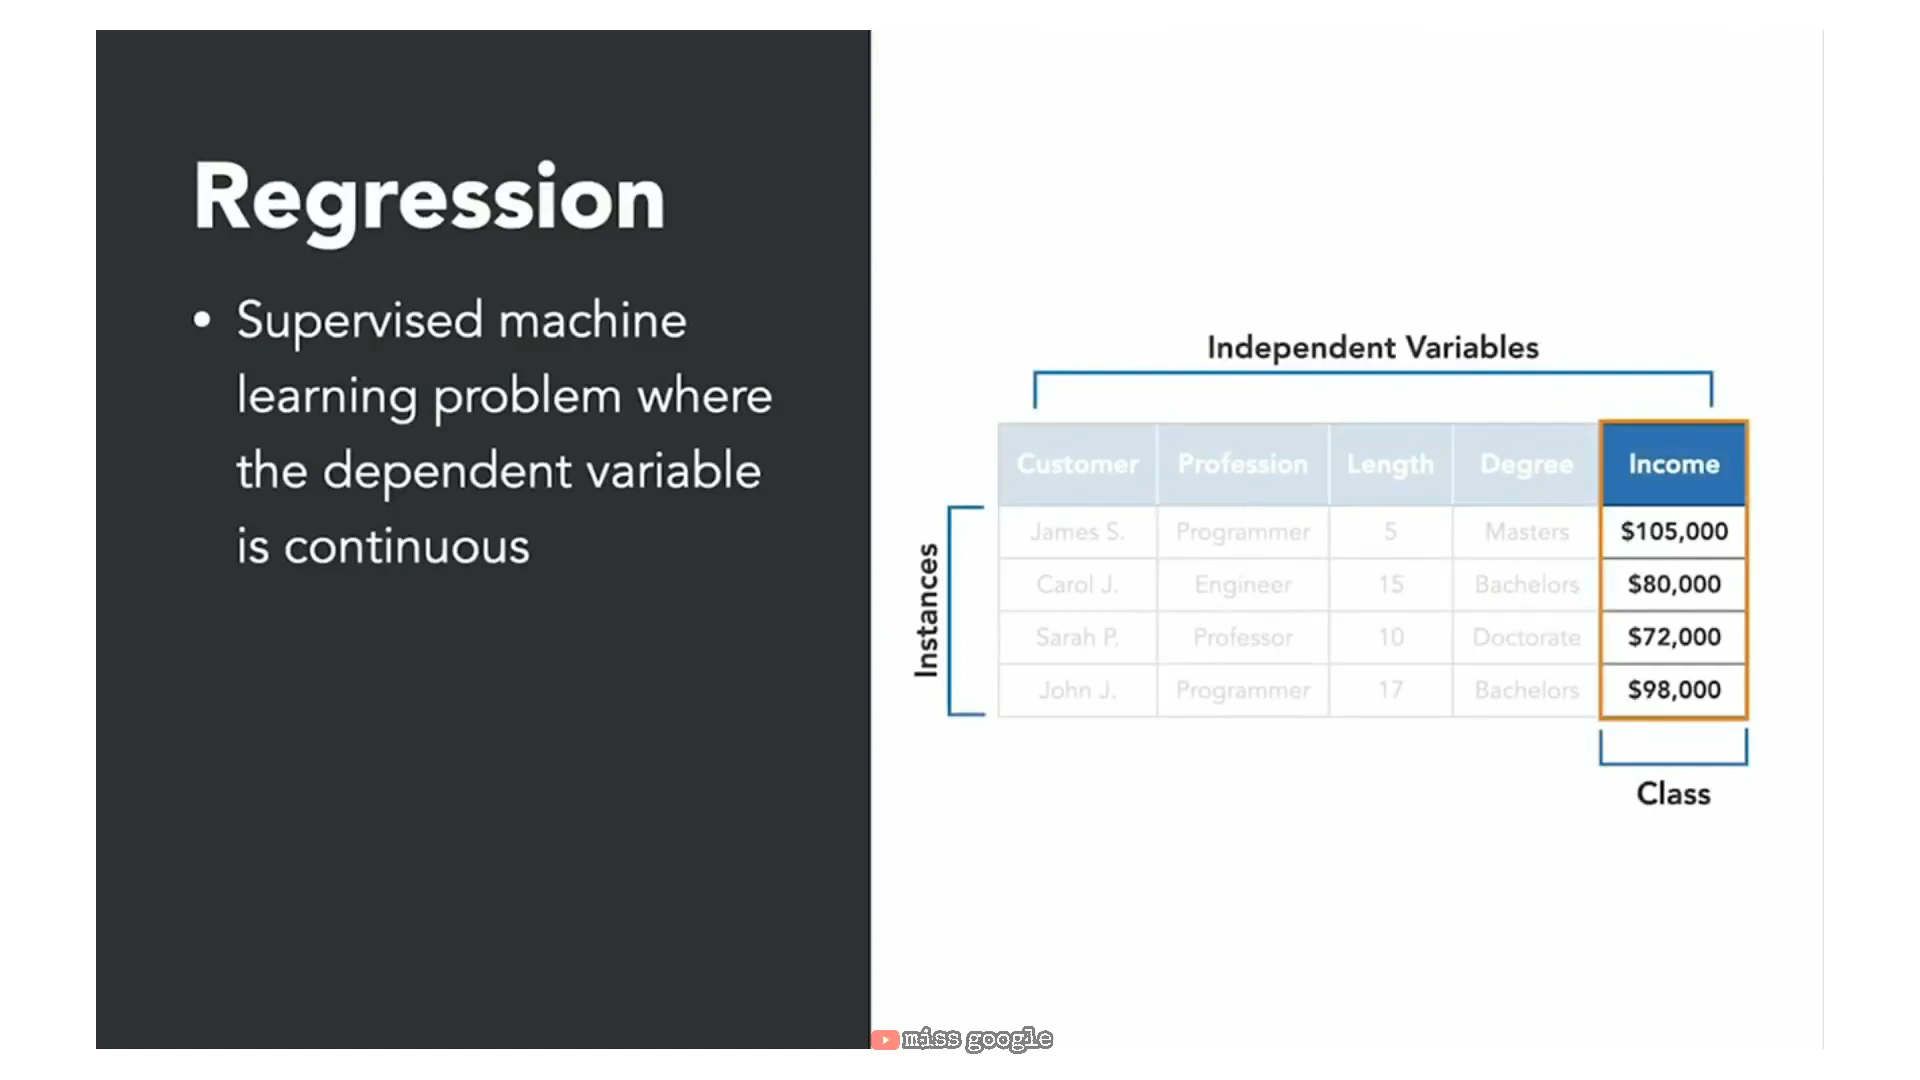 Regression
• Supervised machine
learning problem where
the dependent variable
is continuous
Independent Variables
Customer Profession Length Degree Income
James S. Programmer 5 Masters $105,000
Carol J. Engineer 15 Bachelors $80,000
Sarah P. Professor 10 Doctorate $72,000
John J. Programmer 17 Bachelors $98,000
Instances
Class
miss google